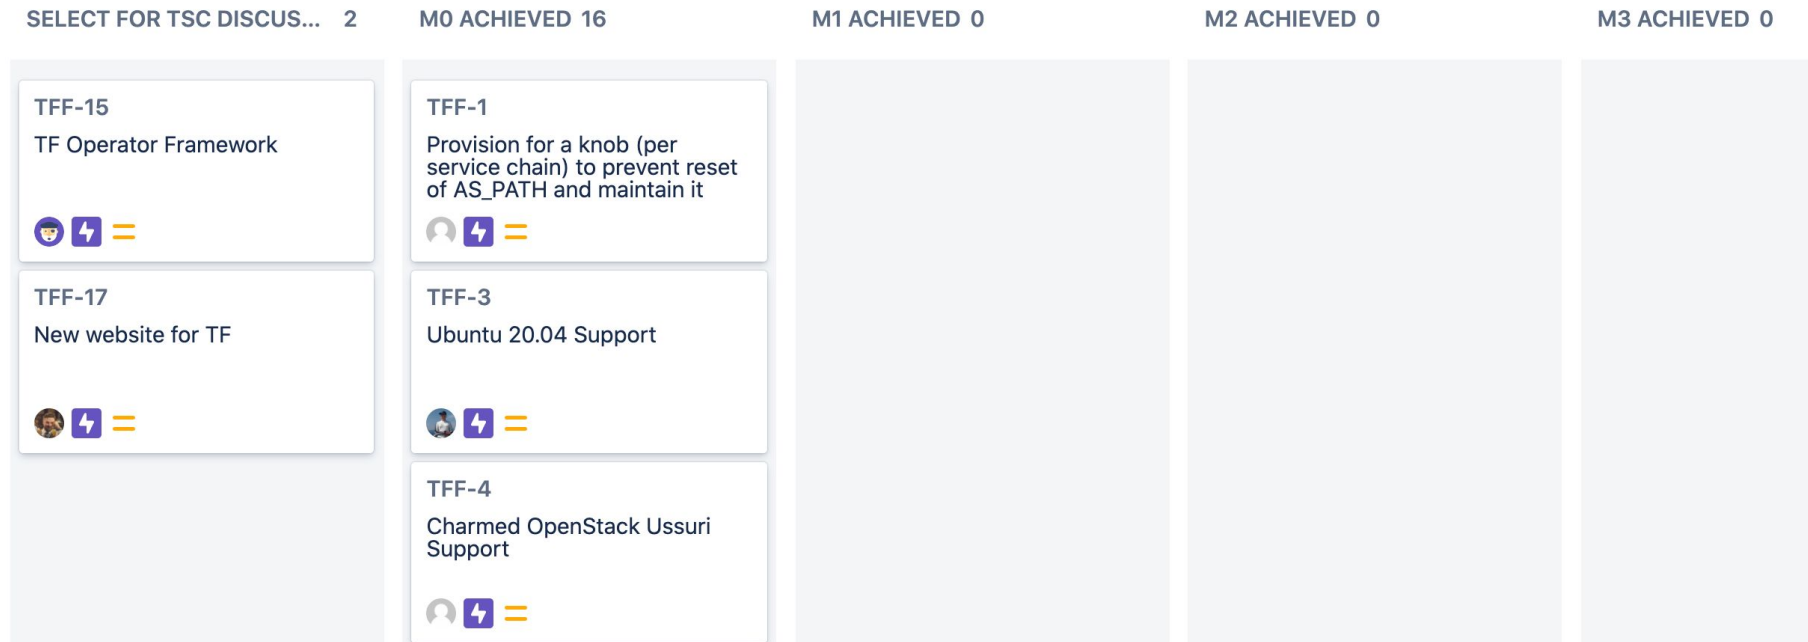 SELECT FOR TSC DISCUS... 2
M0 ACHIEVED 16
M1 ACHIEVED 0
M2 ACHIEVED 0
M3 ACHIEVED 0
TFF-15
TF Operator Framework
TFF-17
New website for TF
TFF-1
Provision for a knob (per
service chain) to prevent reset
of AS_PATH and maintain it
TFF-3
Ubuntu 20.04 Support
TFF-4
Charmed OpenStack Ussuri
Support